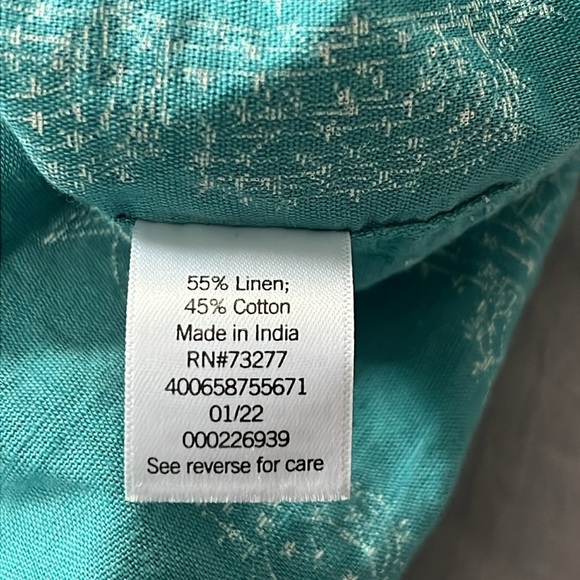 55% Linen;
45% Cotton
Made in India
RN#73277
400658755671
01/22
000226939
See reverse for care